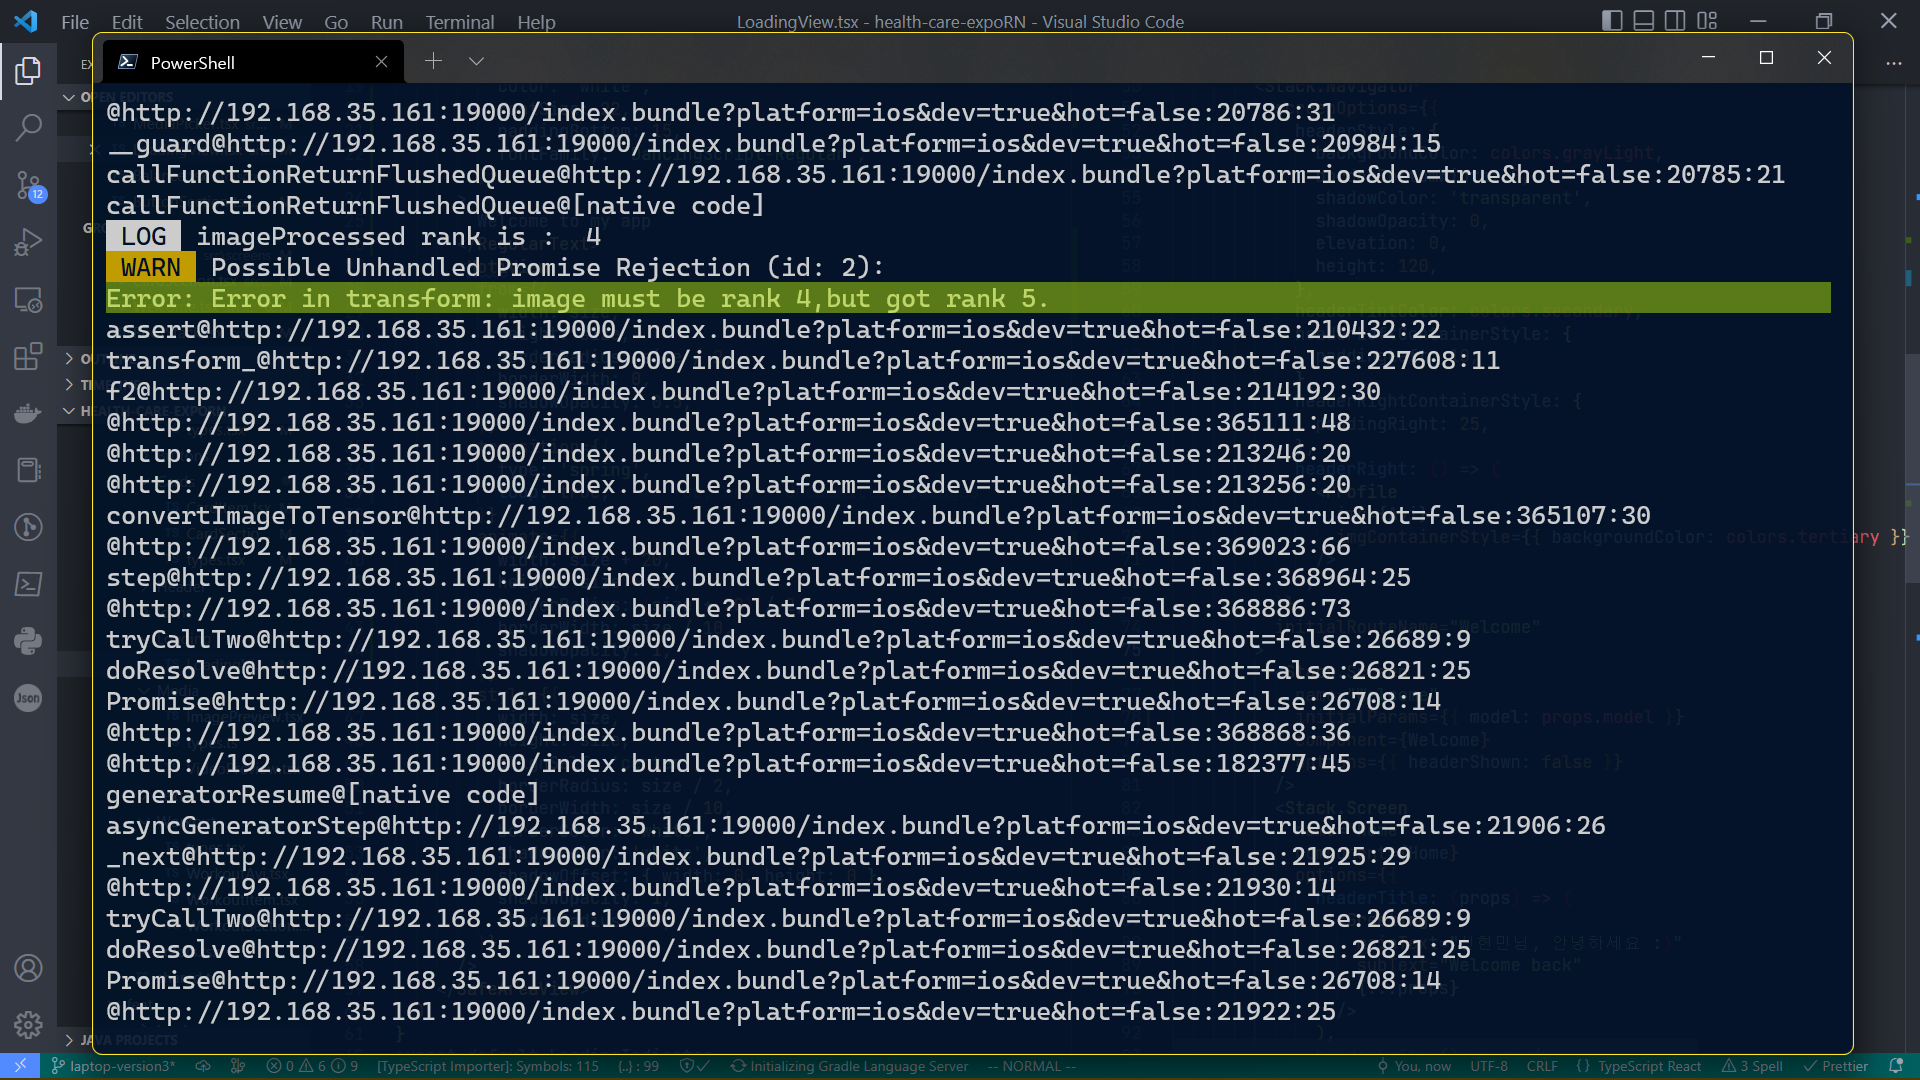 File Edit Selection View Go Run Terminal Help
LoadingView.tsx - health-care-expoRN - Visual Studio Code
PowerShell
@http://192.168.35.161:19000/index.bundle?platform=ios&dev=true&hot=false:20786:31
__guard@http://192.168.35.161:19000/index.bundle?platform=ios&dev=true&hot=false:20984:15
callFunctionReturnFlushedQueue@http://192.168.35.161:19000/index.bundle?platform=ios&dev=true&hot=false:20785:21
callFunctionReturnFlushedQueue@[native code]
LOG imageProcessed rank is : 4
WARN Possible Unhandled Promise Rejection (id: 2):
Error: Error in transform: image must be rank 4,but got rank 5.
assert@http://192.168.35.161:19000/index.bundle?platform=ios&dev=true&hot=false:210432:22
transform_@http://192.168.35.161:19000/index.bundle?platform=ios&dev=true&hot=false:227608:11
f2@http://192.168.35.161:19000/index.bundle?platform=ios&dev=true&hot=false:214192:30
@http://192.168.35.161:19000/index.bundle?platform=ios&dev=true&hot=false:365111:48
@http://192.168.35.161:19000/index.bundle?platform=ios&dev=true&hot=false:213246:20
@http://192.168.35.161:19000/index.bundle?platform=ios&dev=true&hot=false:213256:20
convertImageToTensor@http://192.168.35.161:19000/index.bundle?platform=ios&dev=true&hot=false:365107:30
@http://192.168.35.161:19000/index.bundle?platform=ios&dev=true&hot=false:369023:66
step@http://192.168.35.161:19000/index.bundle?platform=ios&dev=true&hot=false:368964:25
@http://192.168.35.161:19000/index.bundle?platform=ios&dev=true&hot=false:368886:73
tryCallTwo@http://192.168.35.161:19000/index.bundle?platform=ios&dev=true&hot=false:26689:9
doResolve@http://192.168.35.161:19000/index.bundle?platform=ios&dev=true&hot=false:26821:25
Promise@http://192.168.35.161:19000/index.bundle?platform=ios&dev=true&hot=false:26708:14
@http://192.168.35.161:19000/index.bundle?platform=ios&dev=true&hot=false:368868:36
@http://192.168.35.161:19000/index.bundle?platform=ios&dev=true&hot=false:182377:45
generatorResume@[native code]
asyncGeneratorStep@http://192.168.35.161:19000/index.bundle?platform=ios&dev=true&hot=false:21906:26
_next@http://192.168.35.161:19000/index.bundle?platform=ios&dev=true&hot=false:21925:29
@http://192.168.35.161:19000/index.bundle?platform=ios&dev=true&hot=false:21930:14
tryCallTwo@http://192.168.35.161:19000/index.bundle?platform=ios&dev=true&hot=false:26689:9
doResolve@http://192.168.35.161:19000/index.bundle?platform=ios&dev=true&hot=false:26821:25
Promise@http://192.168.35.161:19000/index.bundle?platform=ios&dev=true&hot=false:26708:14
@http://192.168.35.161:19000/index.bundle?platform=ios&dev=true&hot=false:21922:25
12
Json
JAVA PROJECTS
laptop-version3* 0 6 9 [TypeScript Importer]: Symbols: 115 {..} : 99 Initializing Gradle Language Server -- NORMAL -- You, now UTF-8 CRLF {} TypeScript React 3 Spell Prettier